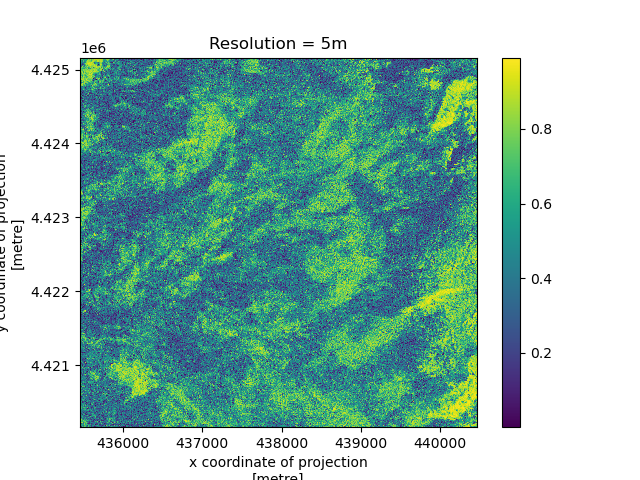 Resolution = 5m
1e6
4.425
4.424
4.423
4.422
4.421
y coordinate of projection
[metre]
436000 437000 438000 439000 440000
x coordinate of projection
[metre]
0.8
0.6
0.4
0.2